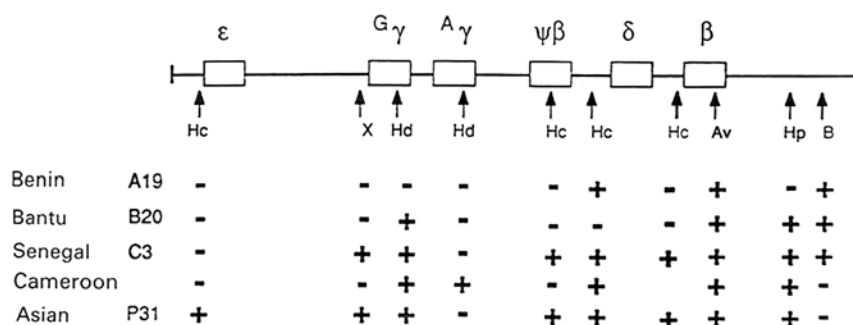 ε Gγ Aγ ψβ δ β
Hc X Hd Hd Hc Hc Hc Av Hp B
Benin A19 - - - - - + - + - +
Bantu B20 - - + - - - - + + +
Senegal C3 - + + - + + + + + +
Cameroon - - + + - + - + + -
Asian P31 + + + - + + + + + -